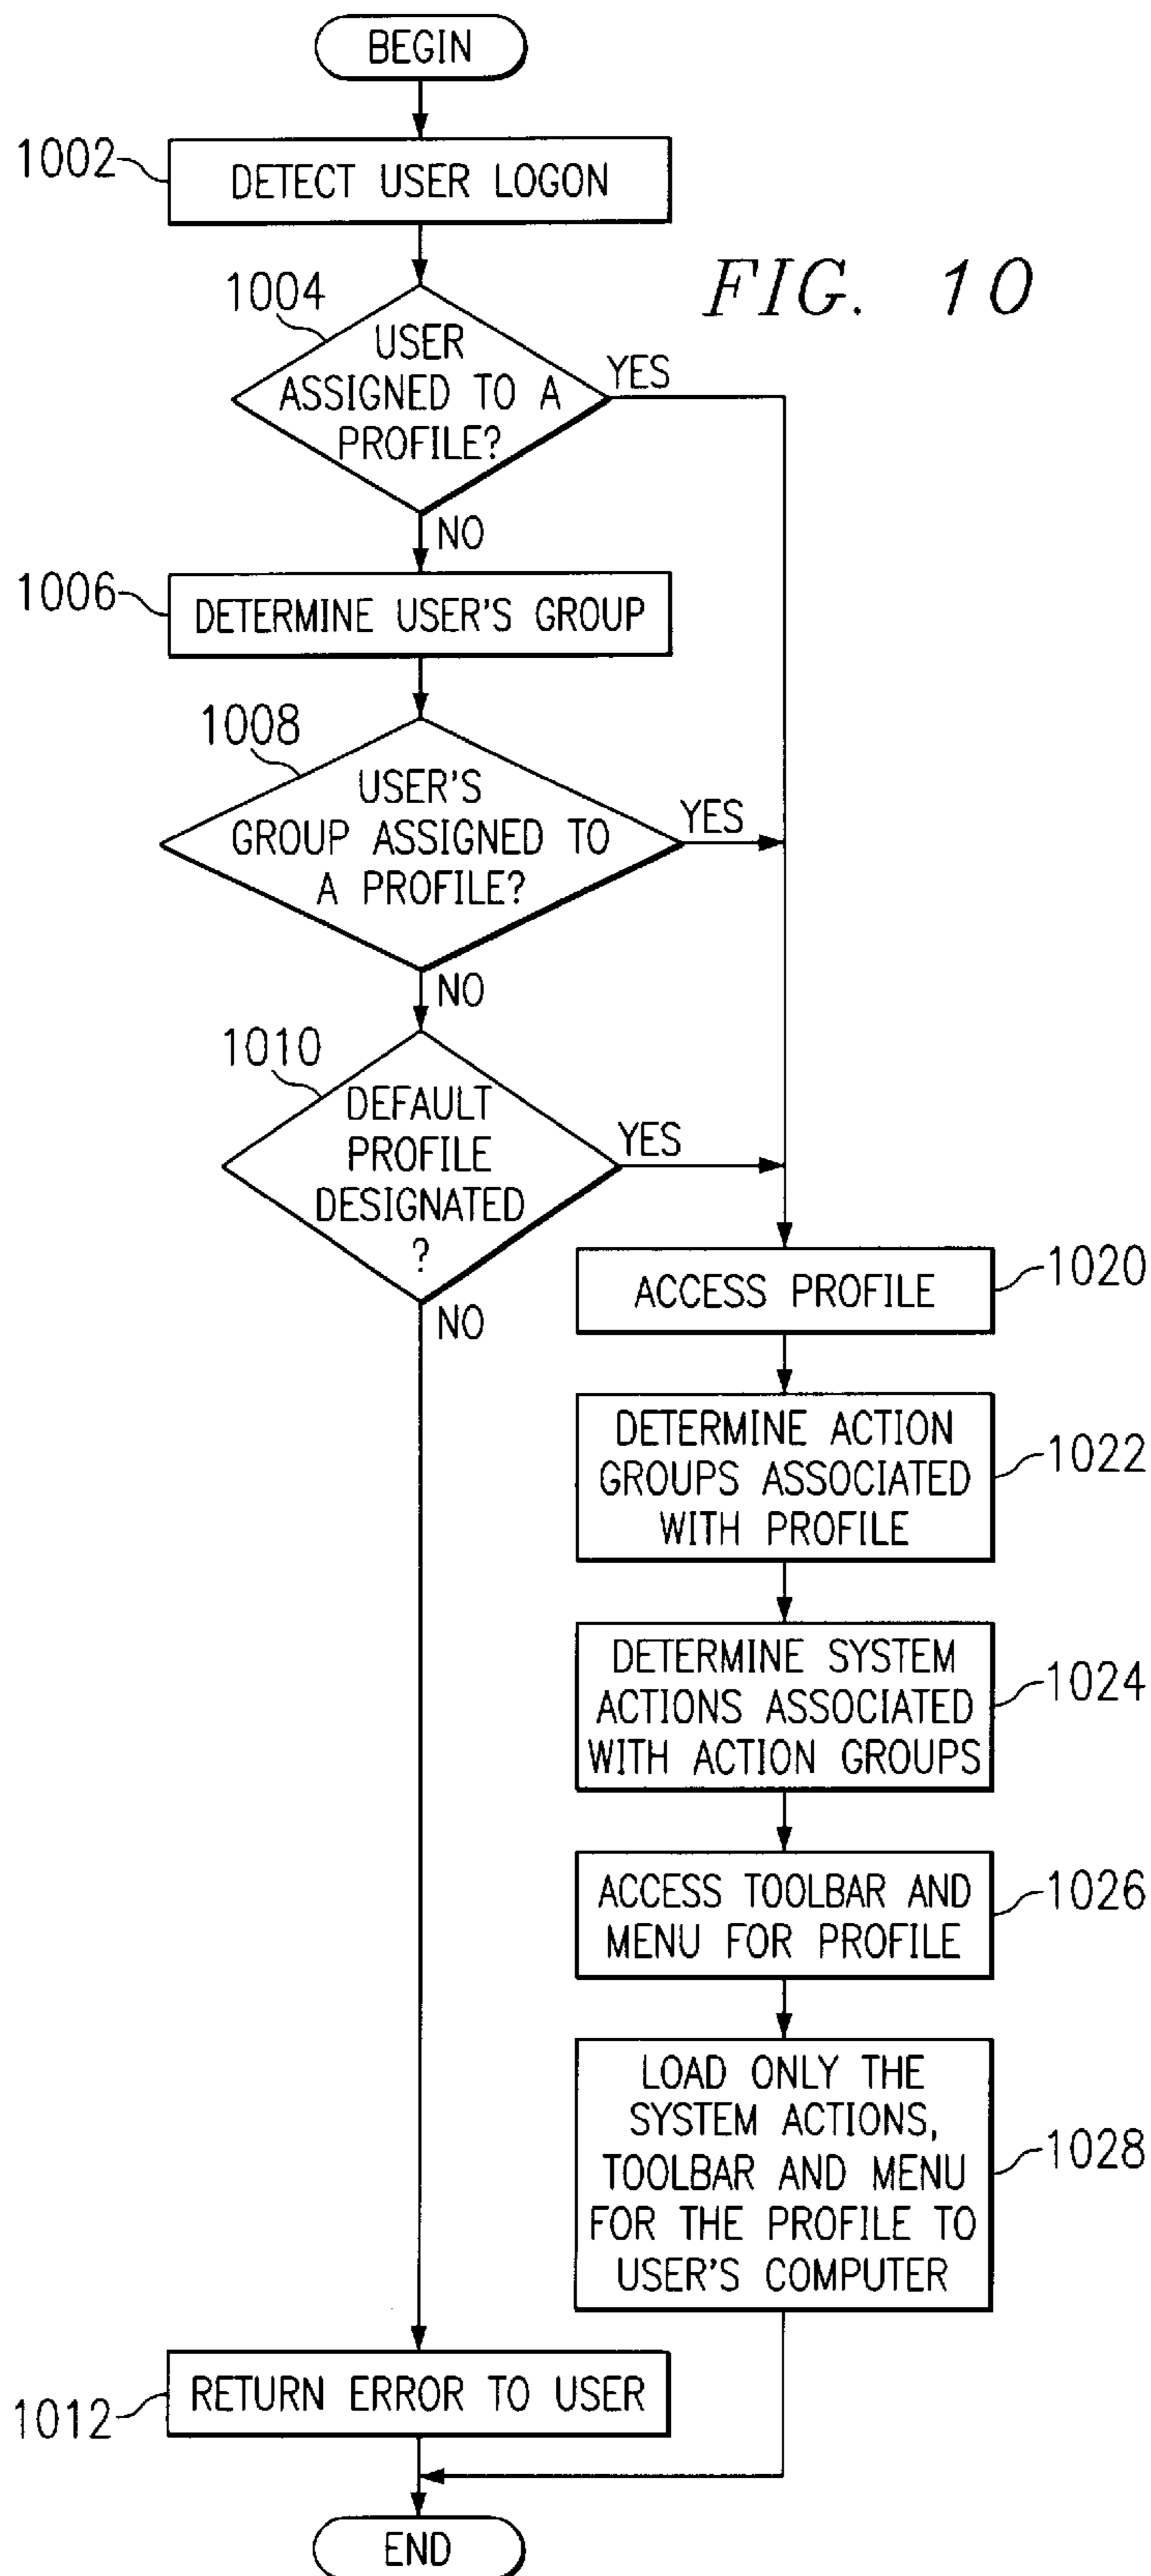 BEGIN
1002
DETECT USER LOGON
FIG. 10
1004
USER
ASSIGNED TO A
PROFILE?
YES
NO
1006
DETERMINE USER'S GROUP
1008
USER'S
GROUP ASSIGNED TO
A PROFILE?
YES
NO
1010
DEFAULT
PROFILE
DESIGNATED
?
YES
NO
ACCESS PROFILE
1020
DETERMINE ACTION
GROUPS ASSOCIATED
WITH PROFILE
1022
DETERMINE SYSTEM
ACTIONS ASSOCIATED
WITH ACTION GROUPS
1024
ACCESS TOOLBAR AND
MENU FOR PROFILE
1026
LOAD ONLY THE
SYSTEM ACTIONS,
TOOLBAR AND MENU
FOR THE PROFILE TO
USER'S COMPUTER
1028
RETURN ERROR TO USER
1012
END